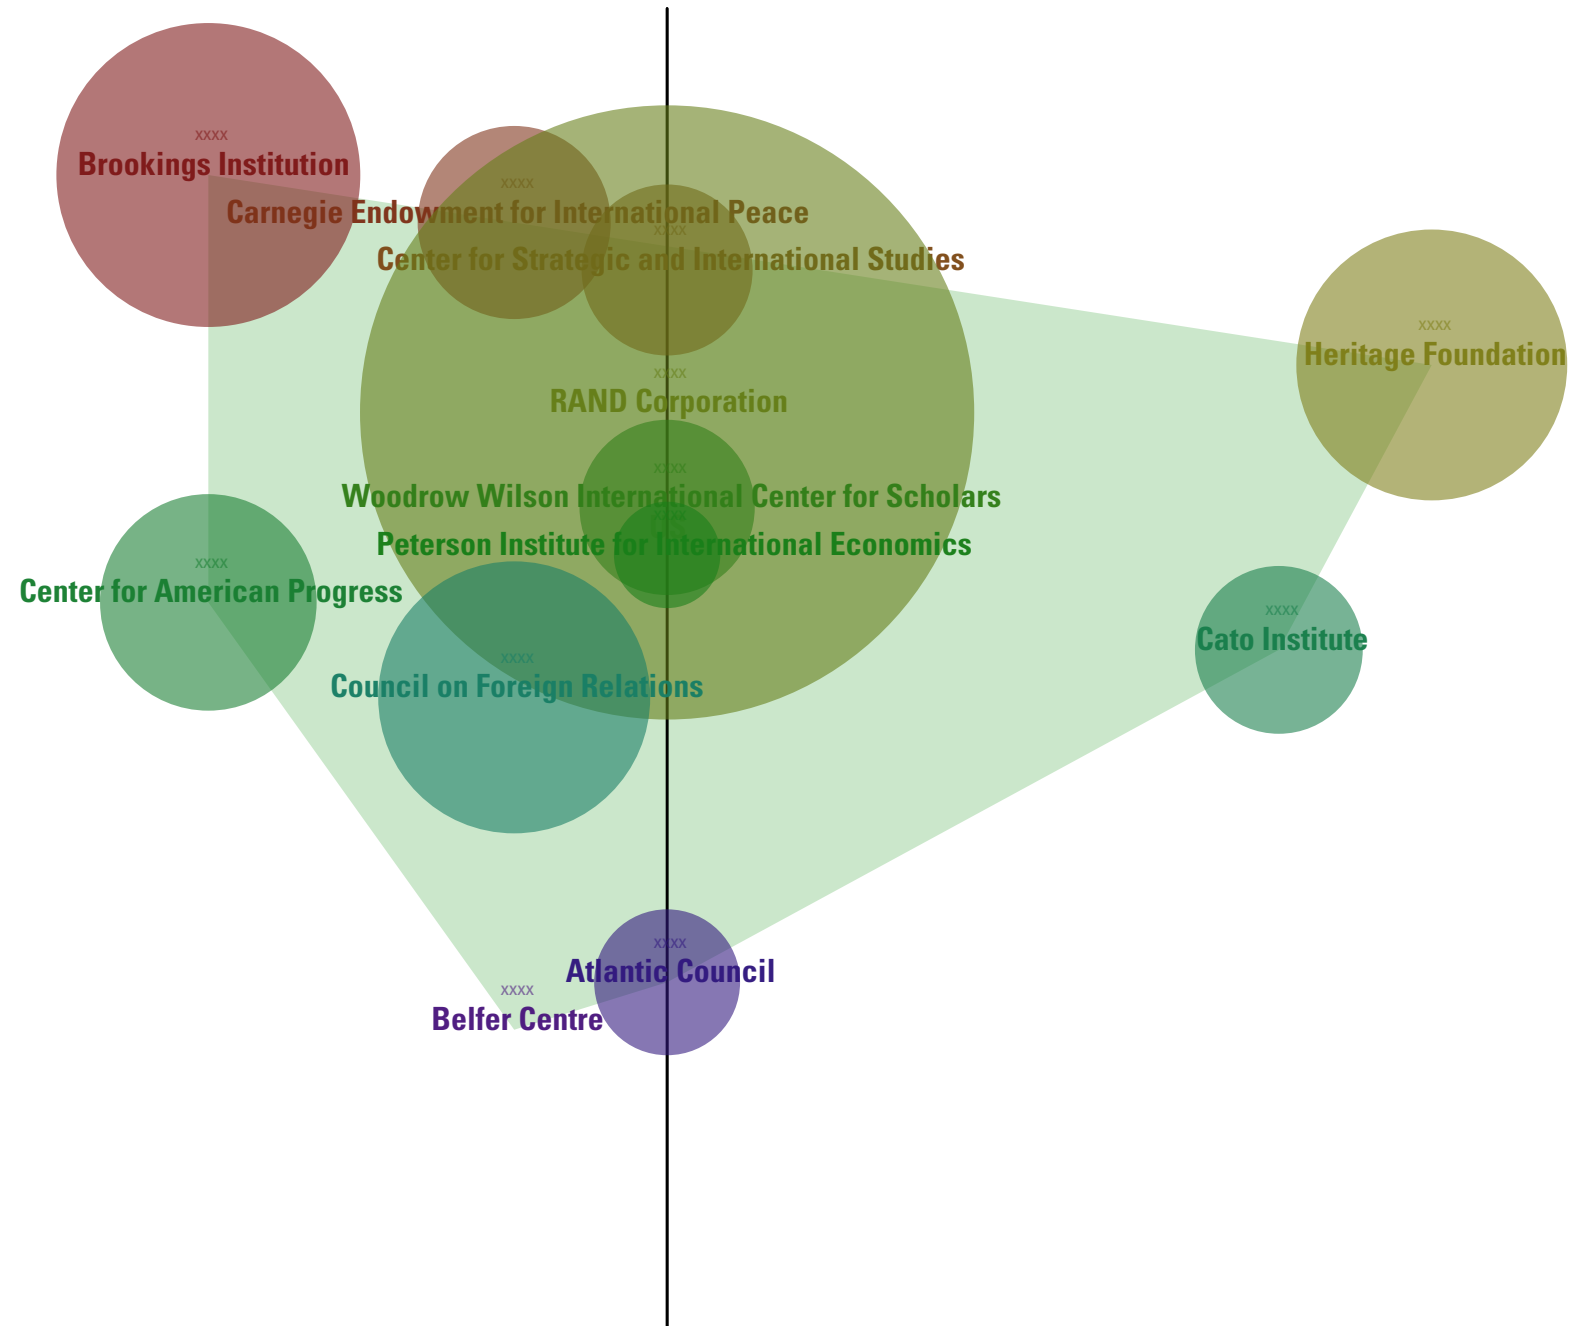 xxxx
Brookings Institution
xxxx
Carnegie Endowment for International Peace
xxxx
Center for Strategic and International Studies
xxxx
Heritage Foundation
xxxx
RAND Corporation
xxxx
Woodrow Wilson International Center for Scholars
xxxx
Peterson Institute for International Economics
xxxx
Center for American Progress
xxxx
Cato Institute
xxxx
Council on Foreign Relations
xxxx
Atlantic Council
xxxx
Belfer Centre